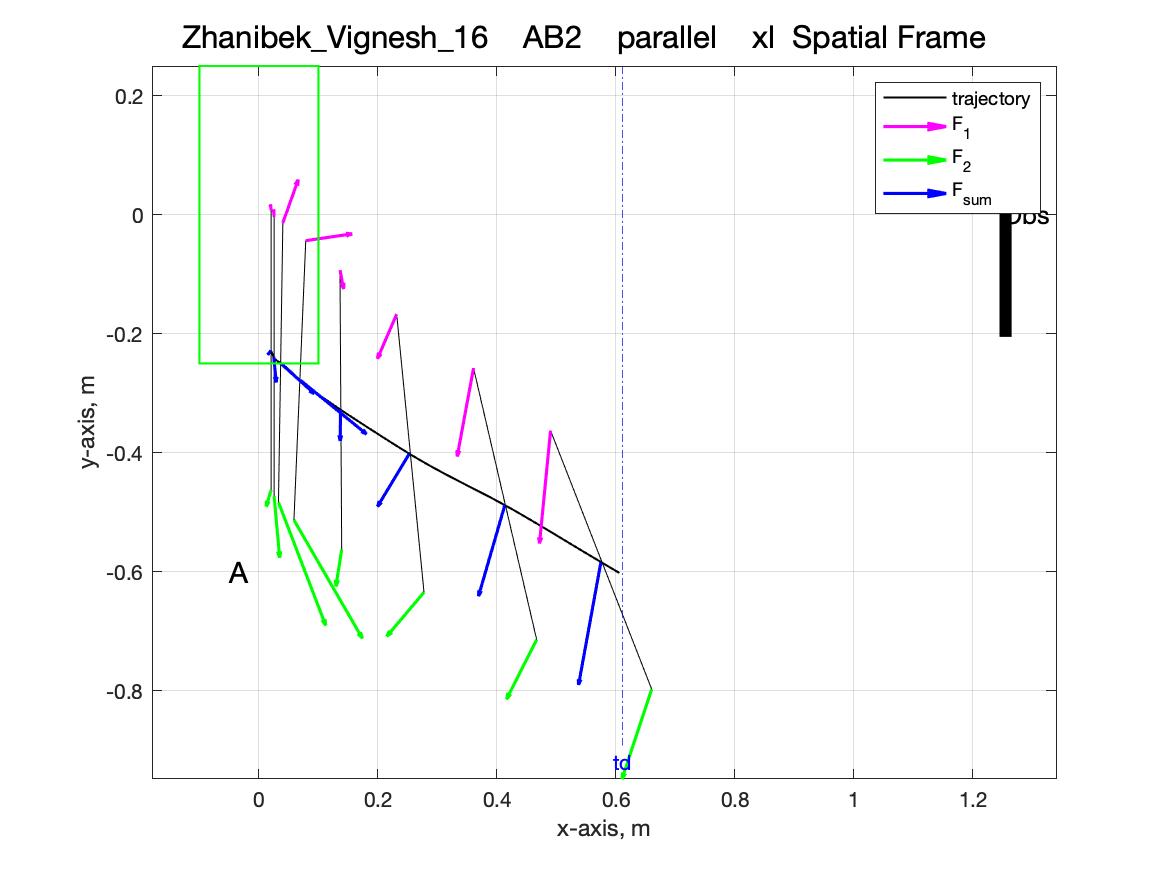 Zhanibek_Vignesh_16 AB2 parallel xl Spatial Frame
trajectory
F1
F2
Fsum
0.2
0
-0.2
-0.4
-0.6
-0.8
y-axis, m
Obs
A
td
0 0.2 0.4 0.6 0.8 1 1.2
x-axis, m